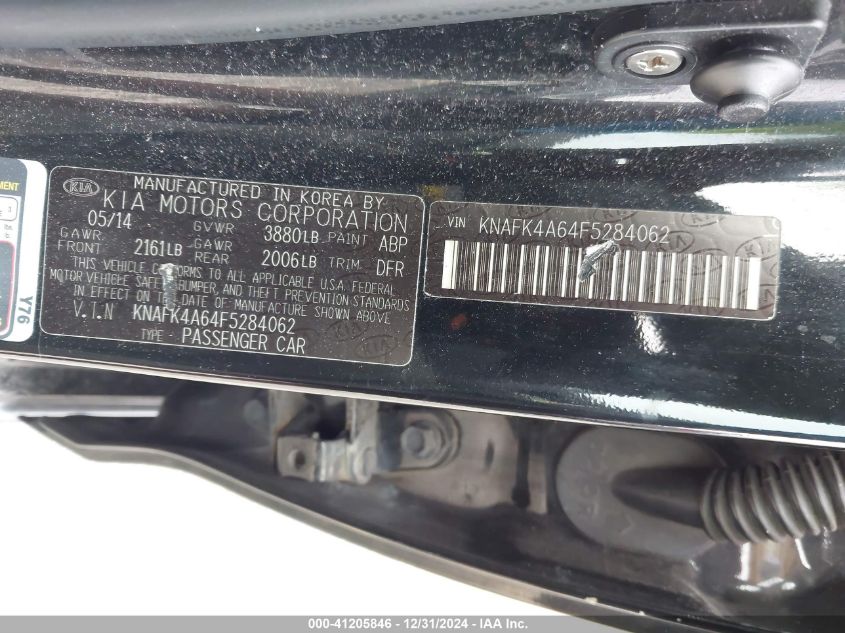 MENT
Y76
KIA
MANUFACTURED IN KOREA BY
KIA MOTORS CORPORATION
05/14 GVWR 3880LB PAINT ABP
GAWR FRONT 2161LB GAWR REAR 2006LB TRIM DFR
THIS VEHICLE CONFORMS TO ALL APPLICABLE U.S.A. FEDERAL
MOTOR VEHICLE SAFETY, BUMPER, AND THEFT PREVENTION STANDARDS
IN EFFECT ON THE DATE OF MANUFACTURE SHOWN ABOVE
V.I.N KNAFK4A64F5284062
TYPE - PASSENGER CAR
VIN KNAFK4A64F5284062
000-41205846 - 12/31/2024 - IAA Inc.